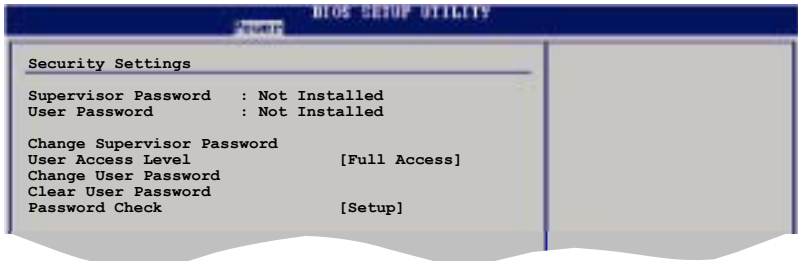 BIOS SETUP UTILITY
Power
Security Settings
Supervisor Password : Not Installed
User Password : Not Installed
Change Supervisor Password
User Access Level [Full Access]
Change User Password
Clear User Password
Password Check [Setup]